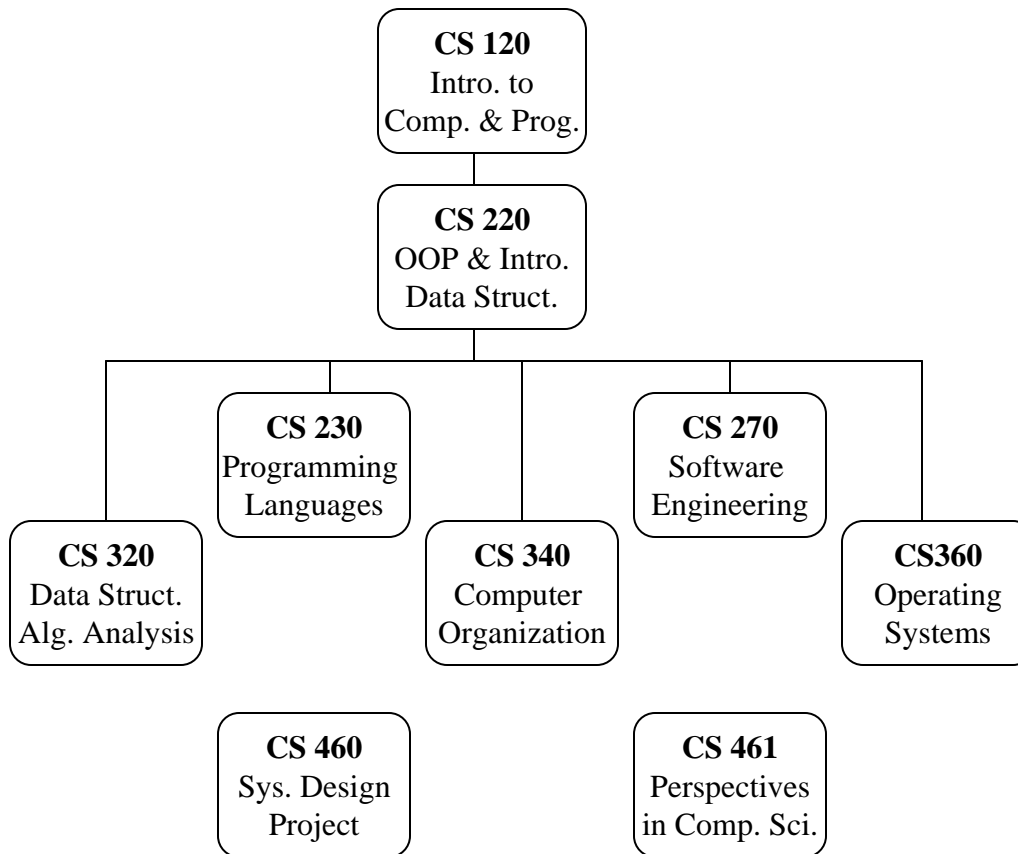 CS 120
Intro. to
Comp. & Prog.
CS 220
OOP & Intro.
Data Struct.
CS 230
Programming
Languages
CS 270
Software
Engineering
CS 320
Data Struct.
Alg. Analysis
CS 340
Computer
Organization
CS360
Operating
Systems
CS 460
Sys. Design
Project
CS 461
Perspectives
in Comp. Sci.